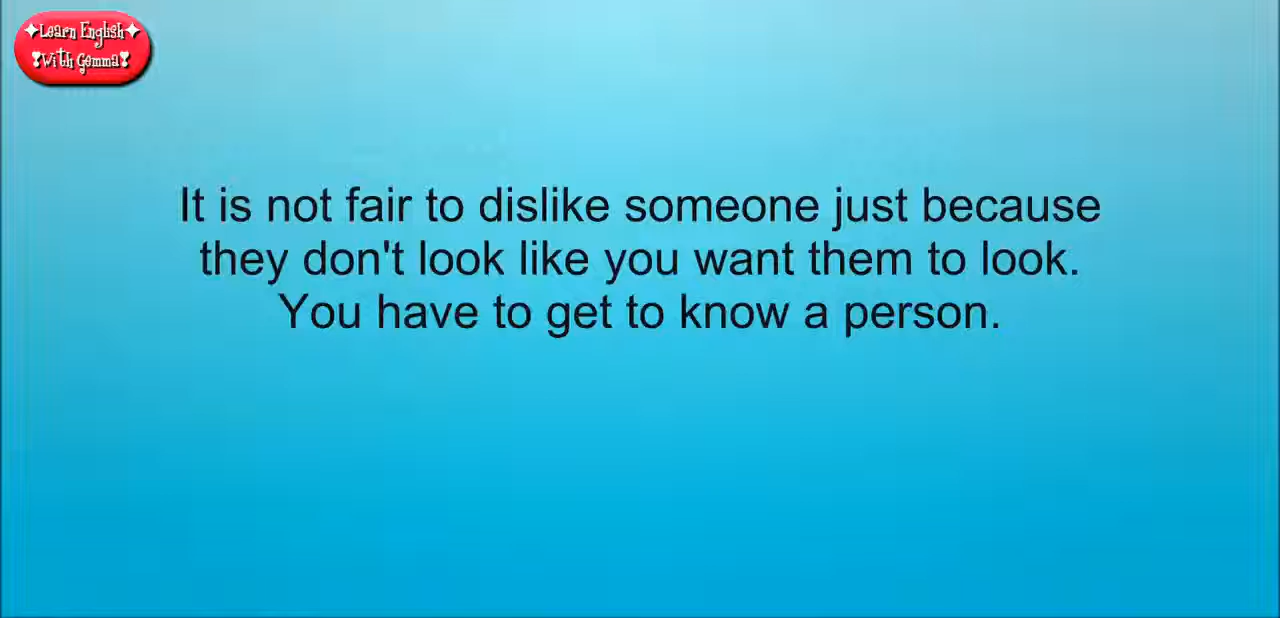 Learn English
With Gemma
It is not fair to dislike someone just because
they don't look like you want them to look.
You have to get to know a person.